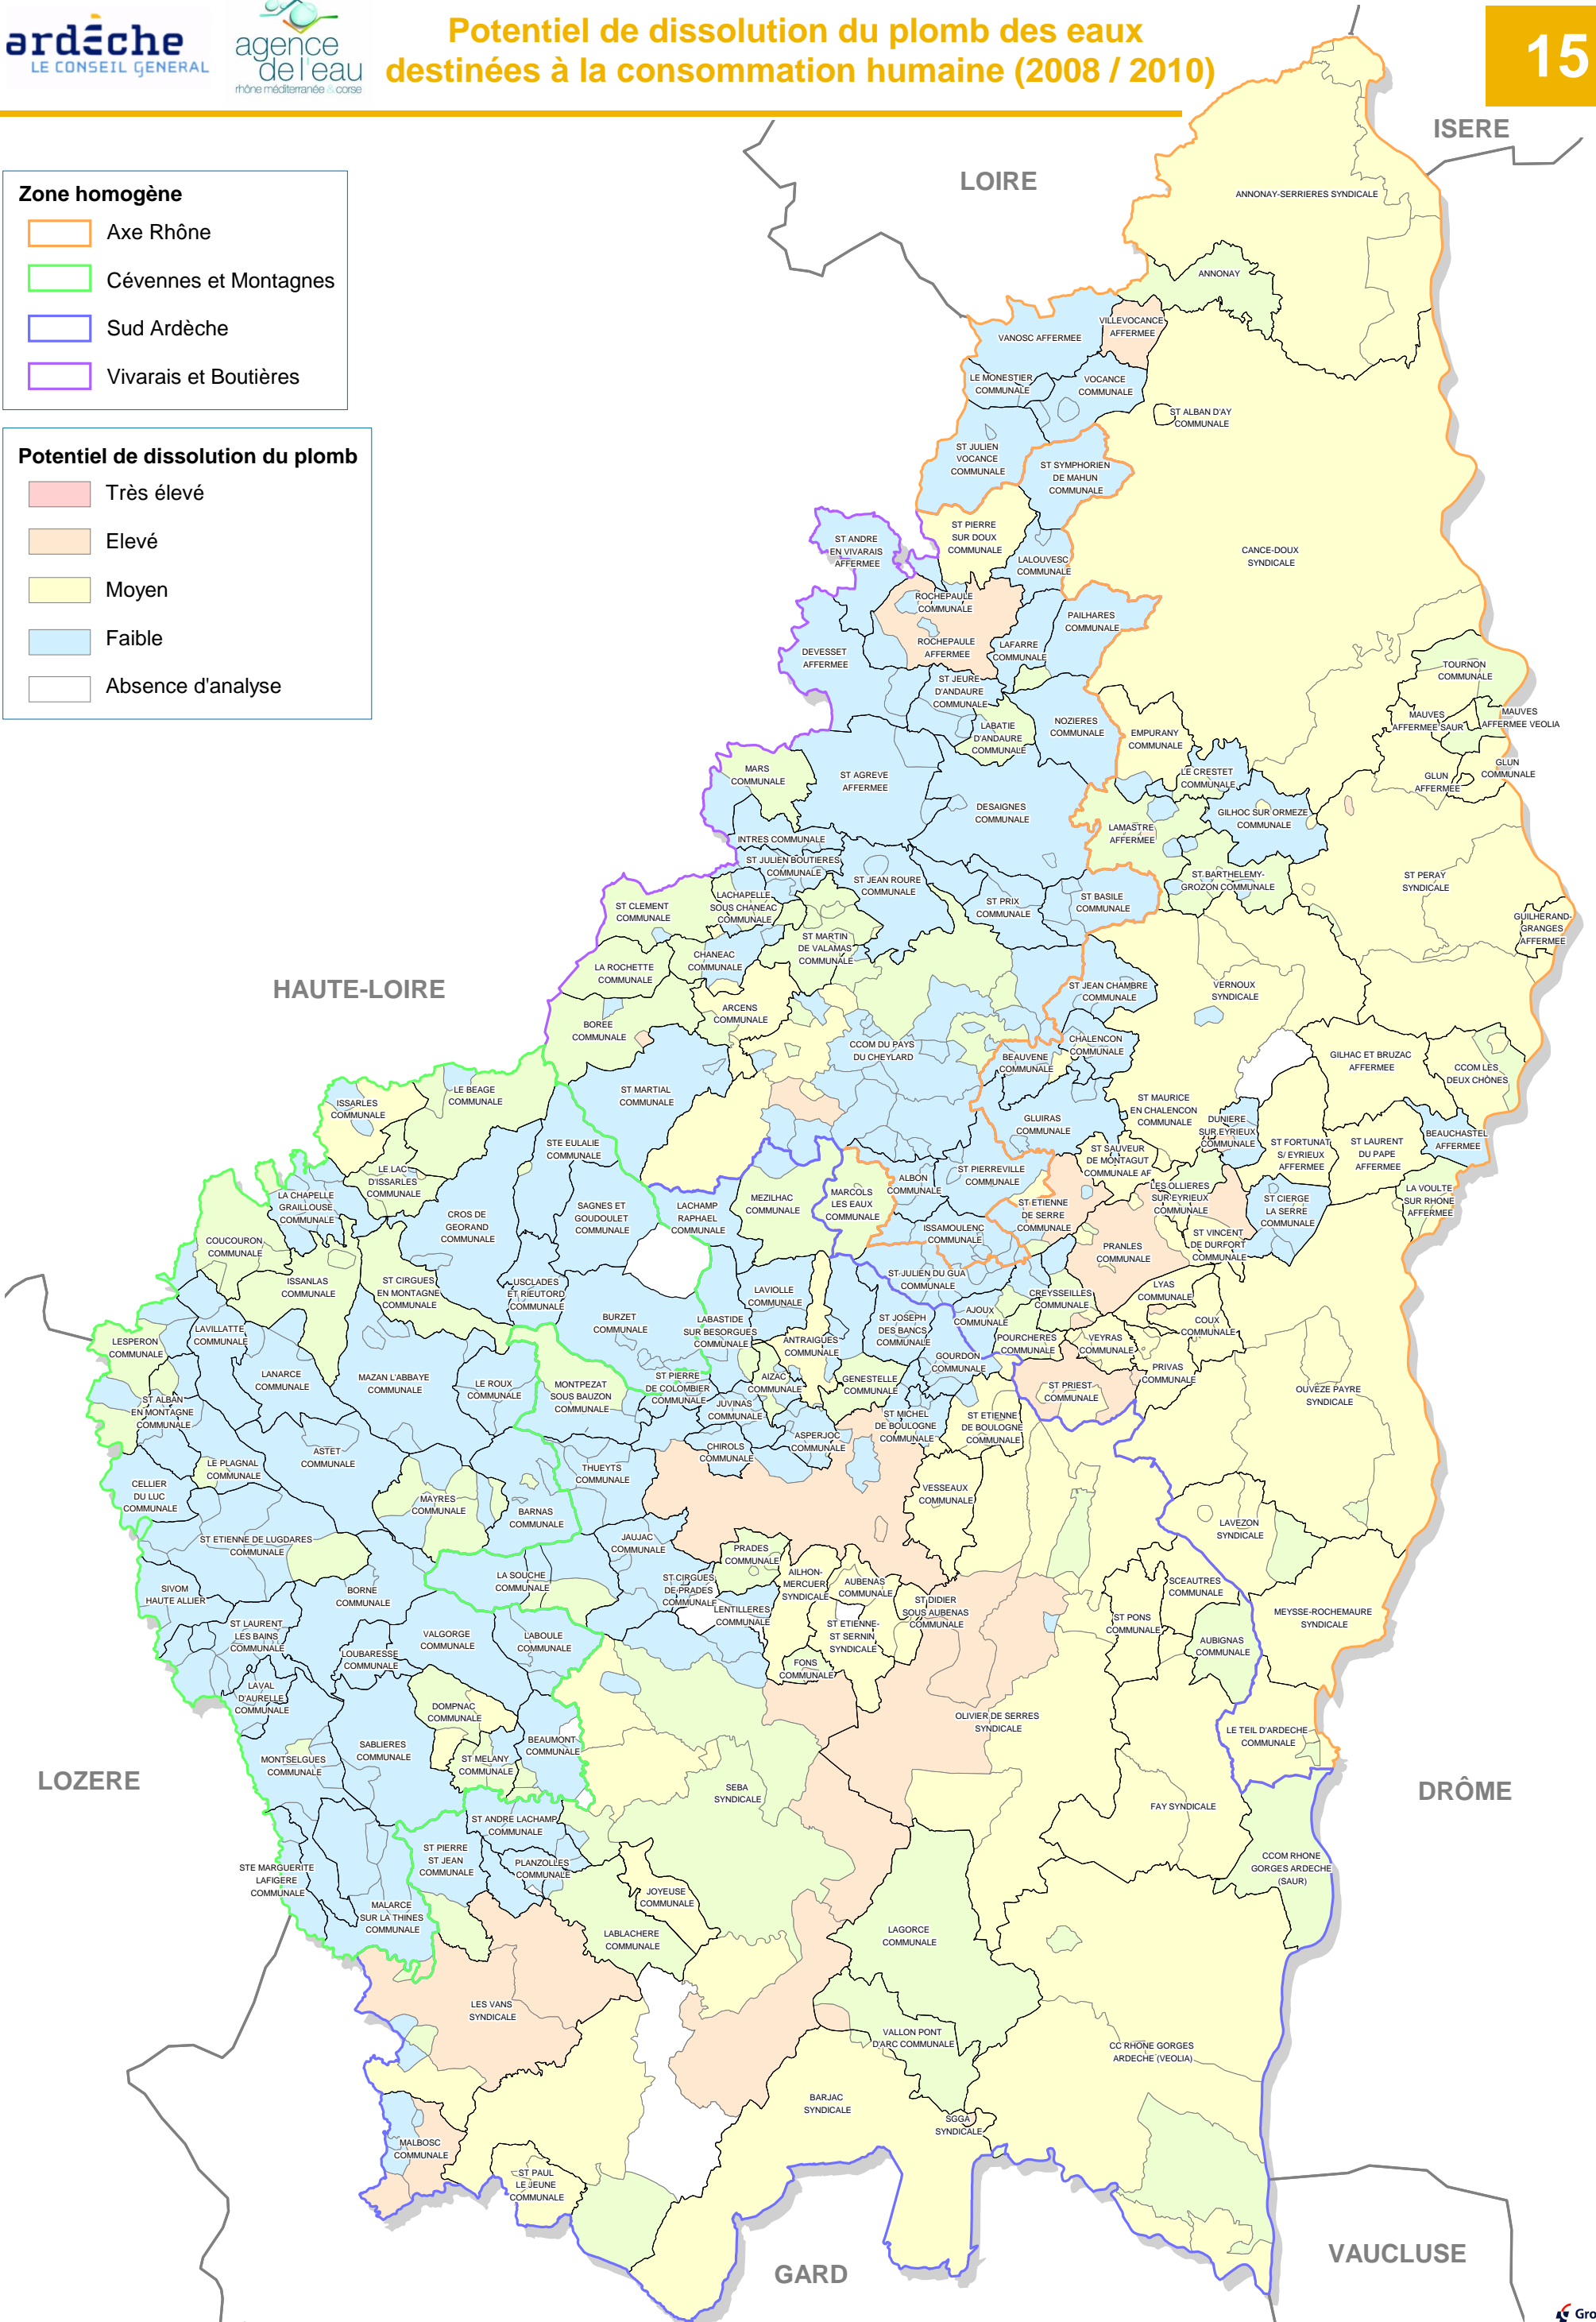 ardèche
LE CONSEIL GENERAL
agence
de l'eau
rhône méditerranée & corse
Potentiel de dissolution du plomb des eaux
destinées à la consommation humaine (2008 / 2010)
15
Zone homogène
Axe Rhône
Cévennes et Montagnes
Sud Ardèche
Vivarais et Boutières
Potentiel de dissolution du plomb
Très élevé
Elevé
Moyen
Faible
Absence d'analyse
ISERE
LOIRE
HAUTE-LOIRE
LOZERE
DRÔME
GARD
VAUCLUSE
ANNONAY-SERRIERES SYNDICALE
ANNONAY
VILLEVOCANCE
AFFERMEE
VANOSC AFFERMEE
LE MONESTIER
COMMUNALE
VOCANCE
COMMUNALE
ST ALBAN D'AY
COMMUNALE
ST JULIEN
VOCANCE
COMMUNALE
ST SYMPHORIEN
DE MAHUN
COMMUNALE
ST PIERRE
SUR DOUX
COMMUNALE
ST ANDRE
EN VIVARAIS
AFFERMEE
LALOUVESC
COMMUNALE
CANCE-DOUX
SYNDICALE
ROCHEPAULE
COMMUNALE
ROCHEPAULE
AFFERMEE
PAILHARES
COMMUNALE
LAFARRE
COMMUNALE
DEVESSET
AFFERMEE
TOURNON
COMMUNALE
ST JEURE
D'ANDAURE
COMMUNALE
LABATIE
D'ANDAURE
COMMUNALE
NOZIERES
COMMUNALE
EMPURANY
COMMUNALE
MAUVES
AFFERMEE SAUR
MAUVES
AFFERMEE VEOLIA
GLUN
AFFERMEE
GLUN
COMMUNALE
MARS
COMMUNALE
ST AGREVE
AFFERMEE
LE CRESTET
COMMUNALE
DESAIGNES
COMMUNALE
GILHOC SUR ORMEZE
COMMUNALE
LAMASTRE
AFFERMEE
INTRES COMMUNALE
ST JULIEN BOUTIERES
COMMUNALE
ST JEAN ROURE
COMMUNALE
ST BARTHELEMY-
GROZON COMMUNALE
ST PERAY
SYNDICALE
LACHAPELLE
SOUS CHANEAC
COMMUNALE
ST PRIX
COMMUNALE
ST BASILE
COMMUNALE
ST CLEMENT
COMMUNALE
GUILHERAND-
GRANGES
AFFERMEE
ST MARTIN
DE VALAMAS
COMMUNALE
CHANEAC
COMMUNALE
LA ROCHETTE
COMMUNALE
ST JEAN CHAMBRE
COMMUNALE
VERNOUX
SYNDICALE
ARCENS
COMMUNALE
BOREE
COMMUNALE
CCOM DU PAYS
DU CHEYLARD
CHALENCON
COMMUNALE
BEAUVENE
COMMUNALE
GILHAC ET BRUZAC
AFFERMEE
CCOM LES
DEUX CHÔNES
ST MARTIAL
COMMUNALE
LE BEAGE
COMMUNALE
ISSARLES
COMMUNALE
ST MAURICE
EN CHALENCON
COMMUNALE
GLUIRAS
COMMUNALE
DUNIERE
SUR EYRIEUX
COMMUNALE
ST FORTUNAT
S/ EYRIEUX
AFFERMEE
ST LAURENT
DU PAPE
AFFERMEE
BEAUCHASTEL
AFFERMEE
STE EULALIE
COMMUNALE
ST SAUVEUR
DE MONTAGUT
COMMUNALE AF
LE LAC
D'ISSARLES
COMMUNALE
ALBON
COMMUNALE
ST PIERREVILLE
COMMUNALE
MARCOLS
LES EAUX
COMMUNALE
MEZILHAC
COMMUNALE
LES OLLIERES
SUR EYRIEUX
COMMUNALE
LA VOULTE
SUR RHONE
AFFERMEE
LA CHAPELLE
GRAILLOUSE
COMMUNALE
SAGNES ET
GOUDOULET
COMMUNALE
LACHAMP
RAPHAEL
COMMUNALE
ST ETIENNE
DE SERRE
COMMUNALE
ST CIERGE
LA SERRE
COMMUNALE
CROS DE
GEORAND
COMMUNALE
ISSAMOULENC
COMMUNALE
ST VINCENT
DE DURFORT
COMMUNALE
COUCOURON
COMMUNALE
PRANLES
COMMUNALE
ISSANLAS
COMMUNALE
ST CIRGUES
EN MONTAGNE
COMMUNALE
USCLADES
ET RIEUTORD
COMMUNALE
ST JULIEN DU GUA
COMMUNALE
LYAS
COMMUNALE
LAVIOLLE
COMMUNALE
CREYSSEILLES
COMMUNALE
AJOUX
COMMUNALE
BURZET
COMMUNALE
LABASTIDE
SUR BESORGUES
COMMUNALE
ST JOSEPH
DES BANCS
COMMUNALE
COUX
COMMUNALE
LAVILLATTE
COMMUNALE
LESPERON
COMMUNALE
ANTRAIGUES
COMMUNALE
POURCHERES
COMMUNALE
VEYRAS
COMMUNALE
GOURDON
COMMUNALE
PRIVAS
COMMUNALE
LANARCE
COMMUNALE
MAZAN L'ABBAYE
COMMUNALE
LE ROUX
COMMUNALE
MONTPEZAT
SOUS BAUZON
COMMUNALE
ST PIERRE
DE COLOMBIER
COMMUNALE
AIZAC
COMMUNALE
GENESTELLE
COMMUNALE
ST PRIEST
COMMUNALE
OUVEZE PAYRE
SYNDICALE
ST ALBAN
EN MONTAGNE
COMMUNALE
JUVINAS
COMMUNALE
ST MICHEL
DE BOULOGNE
COMMUNALE
ST ETIENNE
DE BOULOGNE
COMMUNALE
ASPERJOC
COMMUNALE
CHIROLS
COMMUNALE
ASTET
COMMUNALE
LE PLAGNAL
COMMUNALE
THUEYTS
COMMUNALE
CELLIER
DU LUC
COMMUNALE
MAYRES
COMMUNALE
BARNAS
COMMUNALE
VESSEAUX
COMMUNALE
LAVEZON
SYNDICALE
ST ETIENNE DE LUGDARES
COMMUNALE
JAUJAC
COMMUNALE
PRADES
COMMUNALE
LA SOUCHE
COMMUNALE
ST CIRGUES
DE PRADES
COMMUNALE
AILHON-
MERCUER
SYNDICALE
AUBENAS
COMMUNALE
SCEAUTRES
COMMUNALE
SIVOM
HAUTE ALLIER
BORNE
COMMUNALE
LENTILLERES
COMMUNALE
ST DIDIER
SOUS AUBENAS
COMMUNALE
ST PONS
COMMUNALE
MEYSSE-ROCHEMAURE
SYNDICALE
ST LAURENT
LES BAINS
COMMUNALE
VALGORGE
COMMUNALE
LABOULE
COMMUNALE
ST ETIENNE-
ST SERNIN
SYNDICALE
AUBIGNAS
COMMUNALE
LOUBARESSE
COMMUNALE
FONS
COMMUNALE
LAVAL
D'AURELLE
COMMUNALE
DOMPNAC
COMMUNALE
OLIVIER DE SERRES
SYNDICALE
LE TEIL D'ARDECHE
COMMUNALE
SABLIERES
COMMUNALE
BEAUMONT
COMMUNALE
MONTSELGUES
COMMUNALE
ST MELANY
COMMUNALE
SEBA
SYNDICALE
FAY SYNDICALE
ST ANDRE LACHAMP
COMMUNALE
ST PIERRE
ST JEAN
COMMUNALE
PLANZOLLES
COMMUNALE
CCOM RHONE
GORGES ARDECHE
(SAUR)
STE MARGUERITE
LAFIGERE
COMMUNALE
JOYEUSE
COMMUNALE
MALARCE
SUR LA THINES
COMMUNALE
LABLACHERE
COMMUNALE
LAGORCE
COMMUNALE
LES VANS
SYNDICALE
VALLON PONT
D'ARC COMMUNALE
CC RHONE GORGES
ARDECHE (VEOLIA)
BARJAC
SYNDICALE
SGGA
SYNDICALE
MALBOSC
COMMUNALE
ST PAUL
LE JEUNE
COMMUNALE